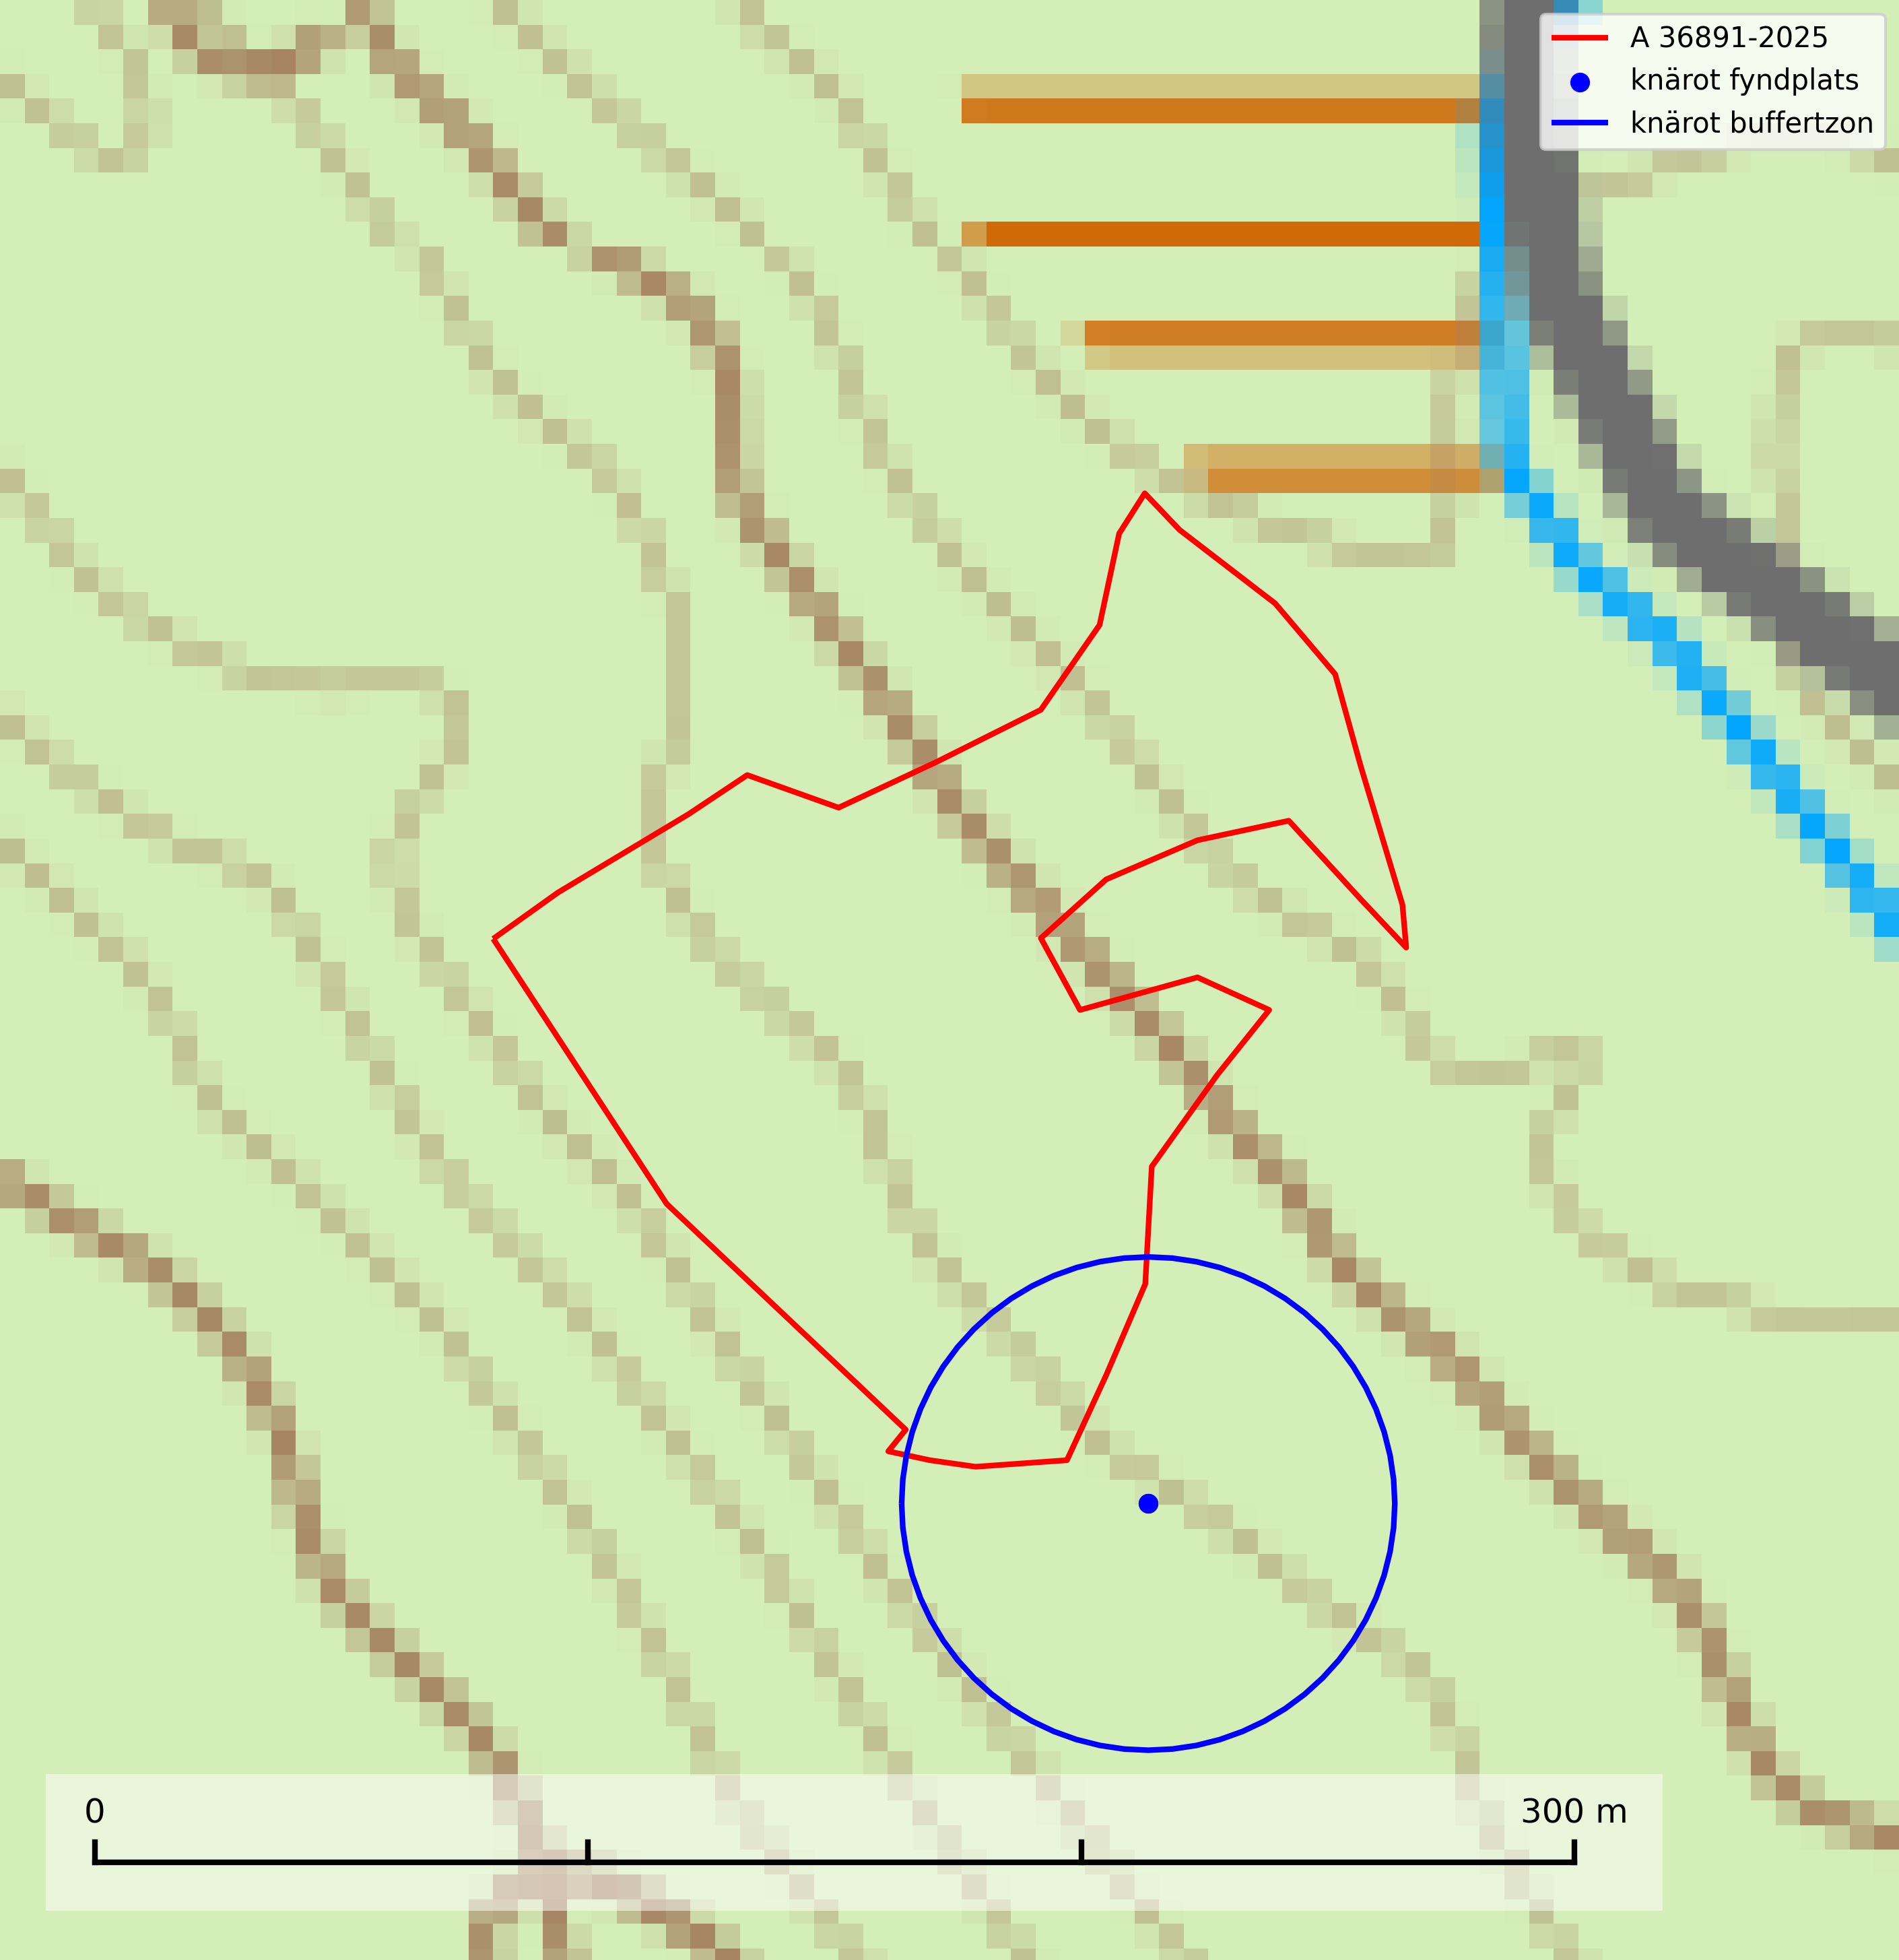 A 36891-2025
knärot fyndplats
knärot buffertzon
0
300 m